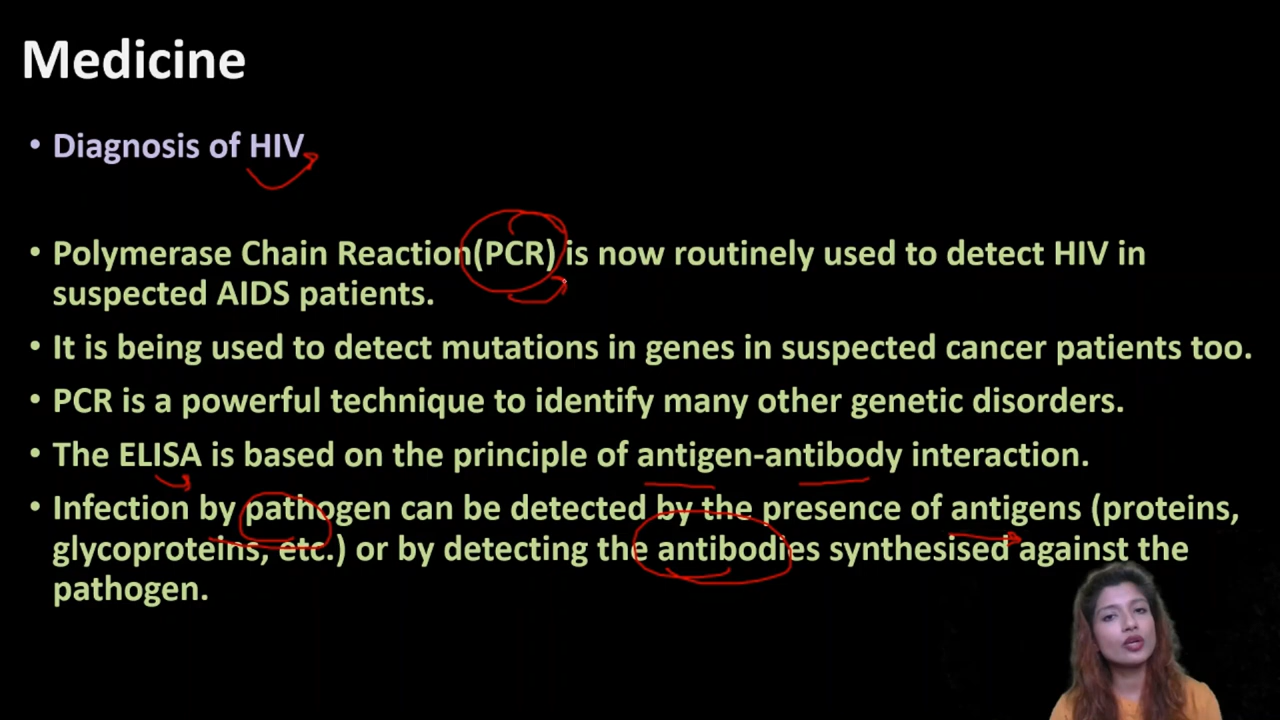 Medicine
• Diagnosis of HIV
• Polymerase Chain Reaction(PCR) is now routinely used to detect HIV in
suspected AIDS patients.
• It is being used to detect mutations in genes in suspected cancer patients too.
• PCR is a powerful technique to identify many other genetic disorders.
• The ELISA is based on the principle of antigen-antibody interaction.
• Infection by pathogen can be detected by the presence of antigens (proteins,
glycoproteins, etc.) or by detecting the antibodies synthesised against the
pathogen.